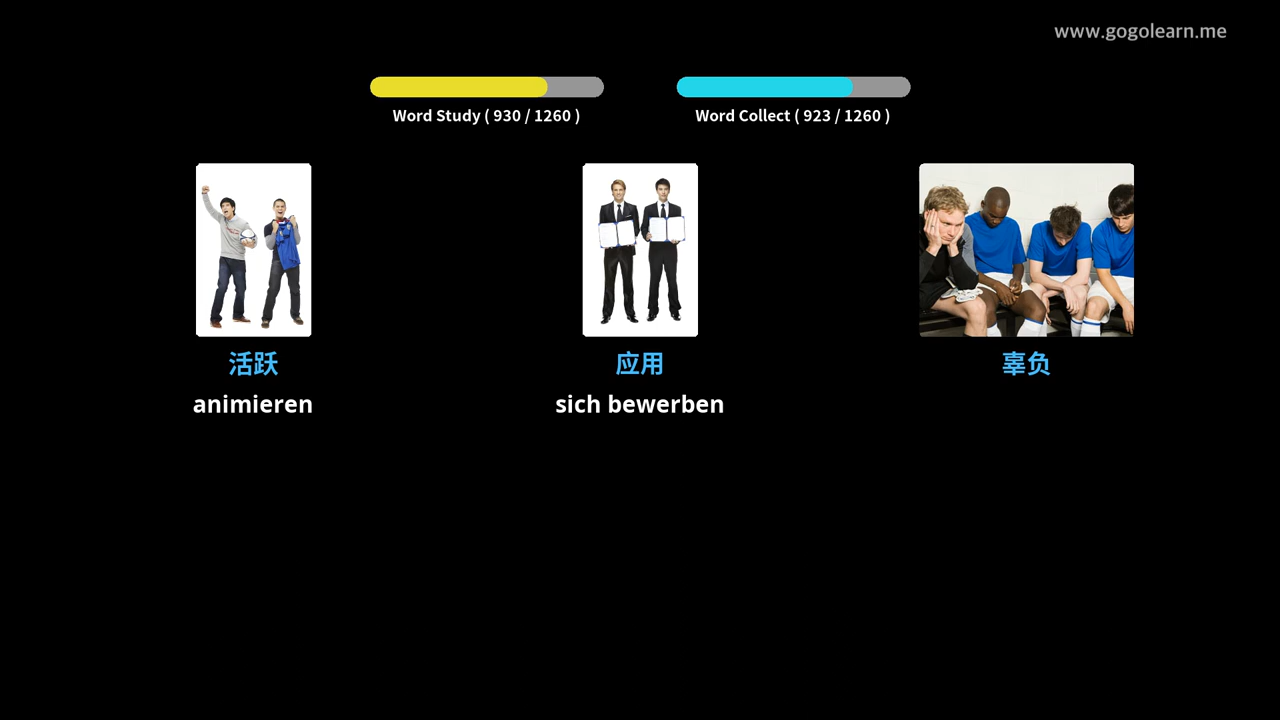 www.gogolearn.me
Word Study ( 930 / 1260 )
Word Collect ( 923 / 1260 )
活跃
应用
辜负
animieren
sich bewerben